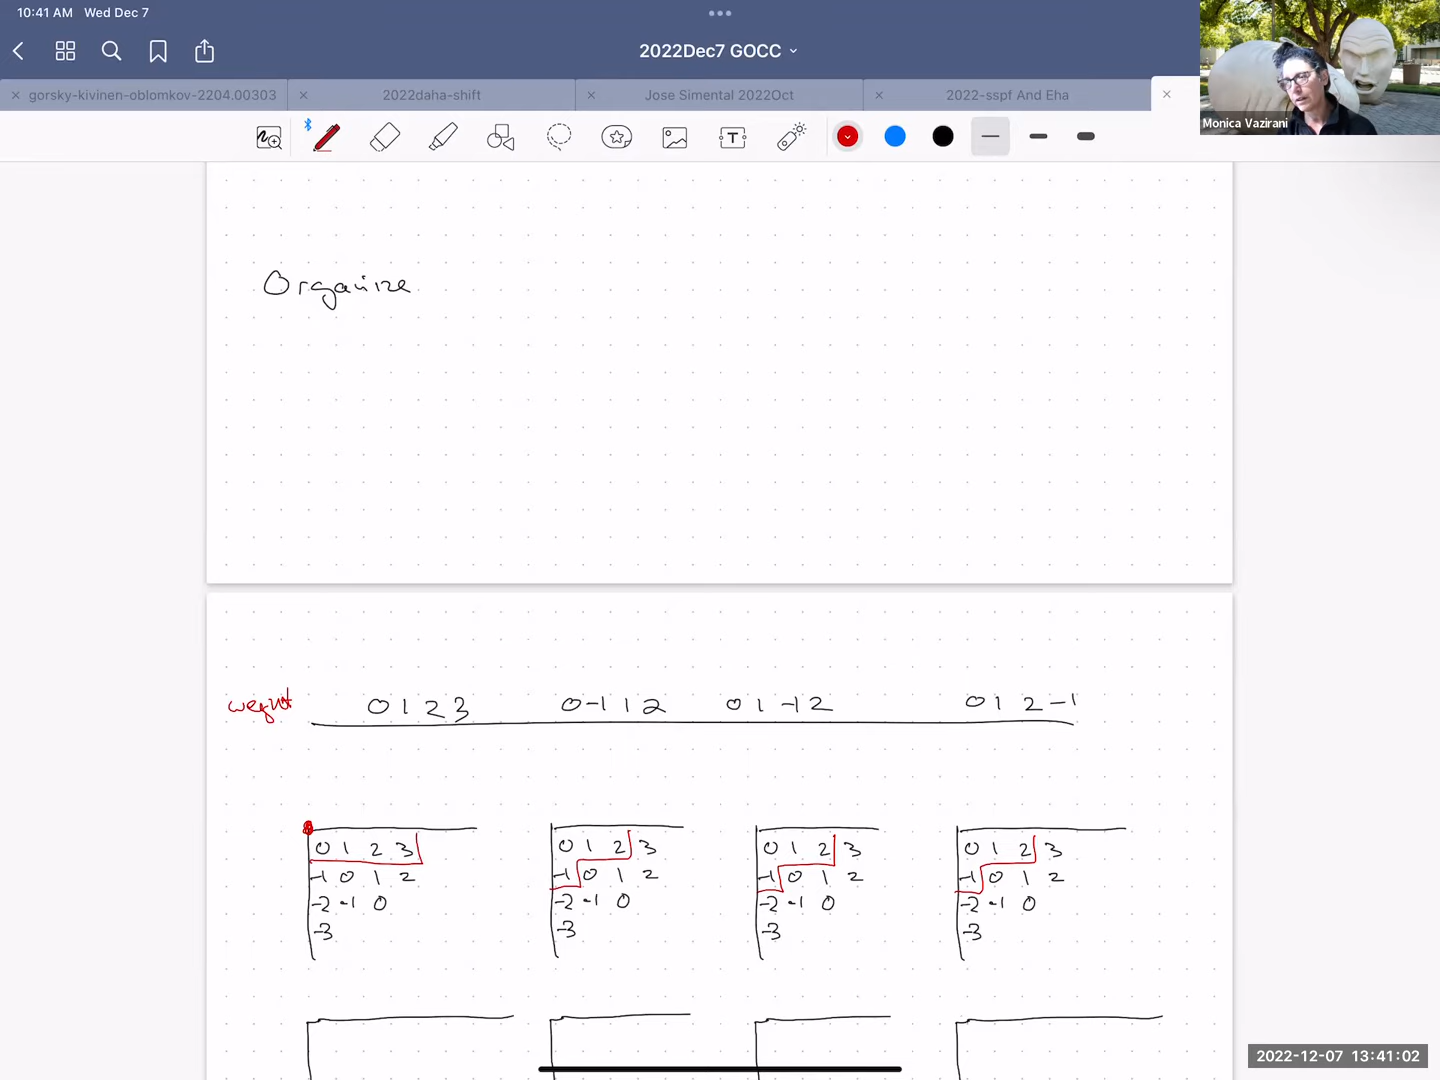 10:41 AM Wed Dec 7
2022Dec7 GOCC
gorsky-kivinen-oblomkov-2204.00303
2022daha-shift
Jose Simental 2022Oct
2022-sspf And Eha
Monica Vazirani
Organize
weight 0 1 2 3 0 -1 1 2 0 1 -1 2 0 1 2 -1
0 1 2 3 0 1 2 3 0 1 2 3 0 1 2 3
-1 0 1 2 -1 0 1 2 -1 0 1 2 -1 0 1 2
-2 -1 0 -2 -1 0 -2 -1 0 -2 -1 0
-3 -3 -3 -3
2022-12-07 13:41:02